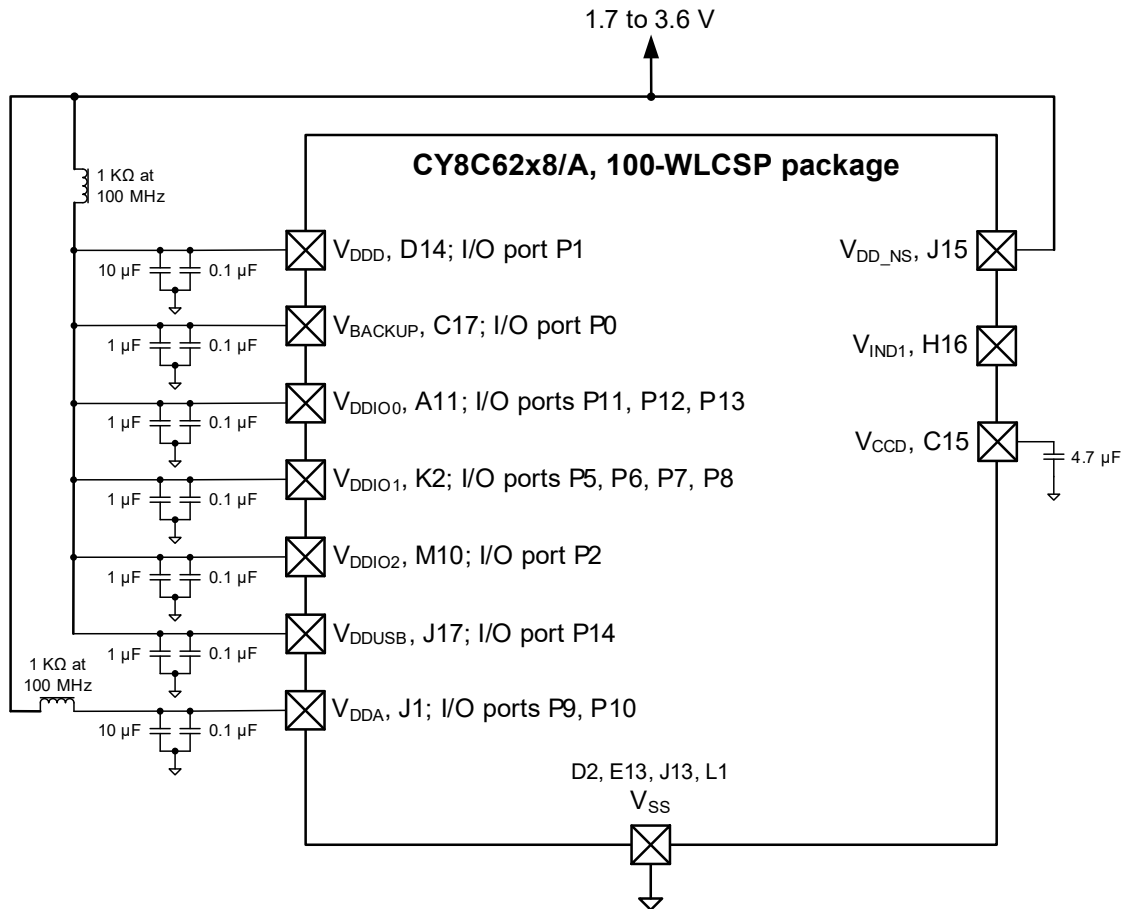 1.7 to 3.6 V
CY8C62x8/A, 100-WLCSP package
1 KΩ at
100 MHz
VDDD, D14; I/O port P1
10 µF
0.1 µF
VBACKUP, C17; I/O port P0
1 µF
0.1 µF
VDDIO0, A11; I/O ports P11, P12, P13
1 µF
0.1 µF
VDDIO1, K2; I/O ports P5, P6, P7, P8
1 µF
0.1 µF
VDDIO2, M10; I/O port P2
1 µF
0.1 µF
VDDUSB, J17; I/O port P14
1 µF
0.1 µF
1 KΩ at
100 MHz
VDDA, J1; I/O ports P9, P10
10 µF
0.1 µF
VDD_NS, J15
VIND1, H16
VCCD, C15
4.7 µF
D2, E13, J13, L1
VSS